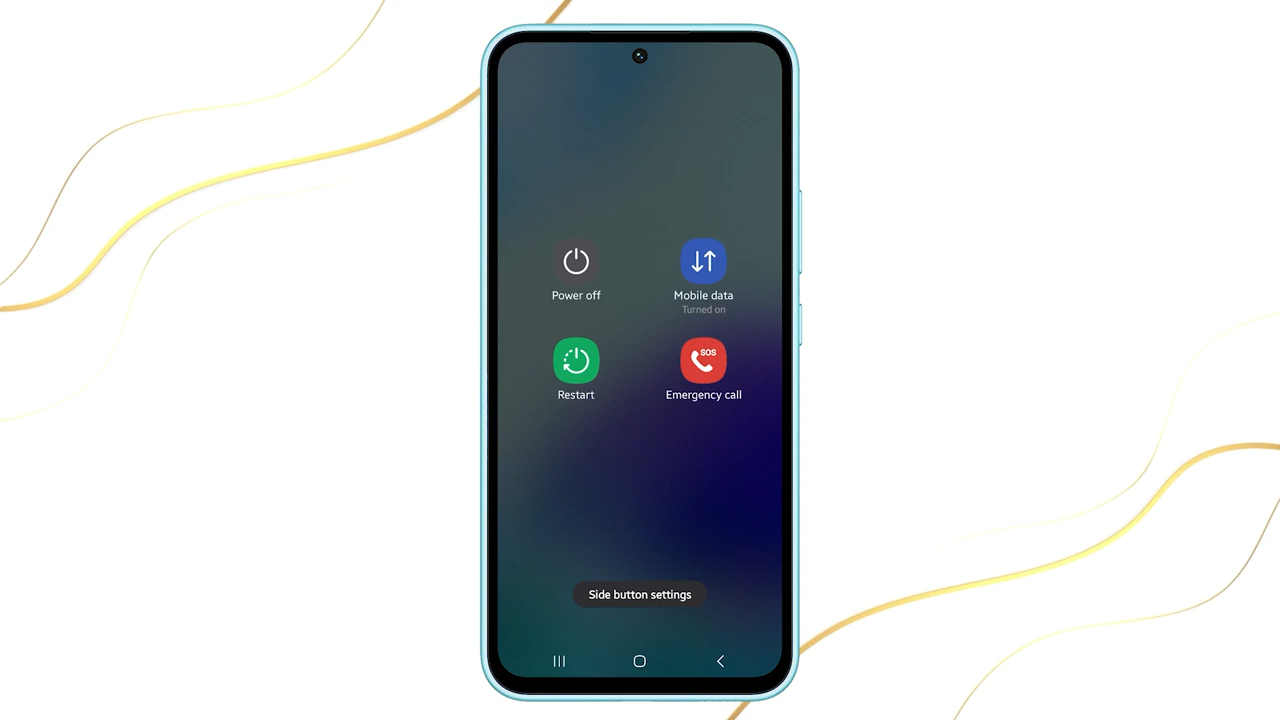 Power off
Mobile data
Turned on
SOS
Restart
Emergency call
Side button settings